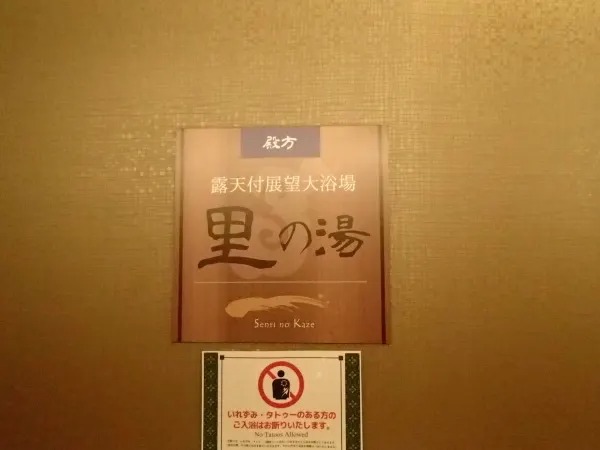 殿方
露天付展望大浴場
里の湯
Sensi no Kaze
いれずみ・タトゥーのある方の
ご入浴はお断りいたします。
No Tattoo Allowed